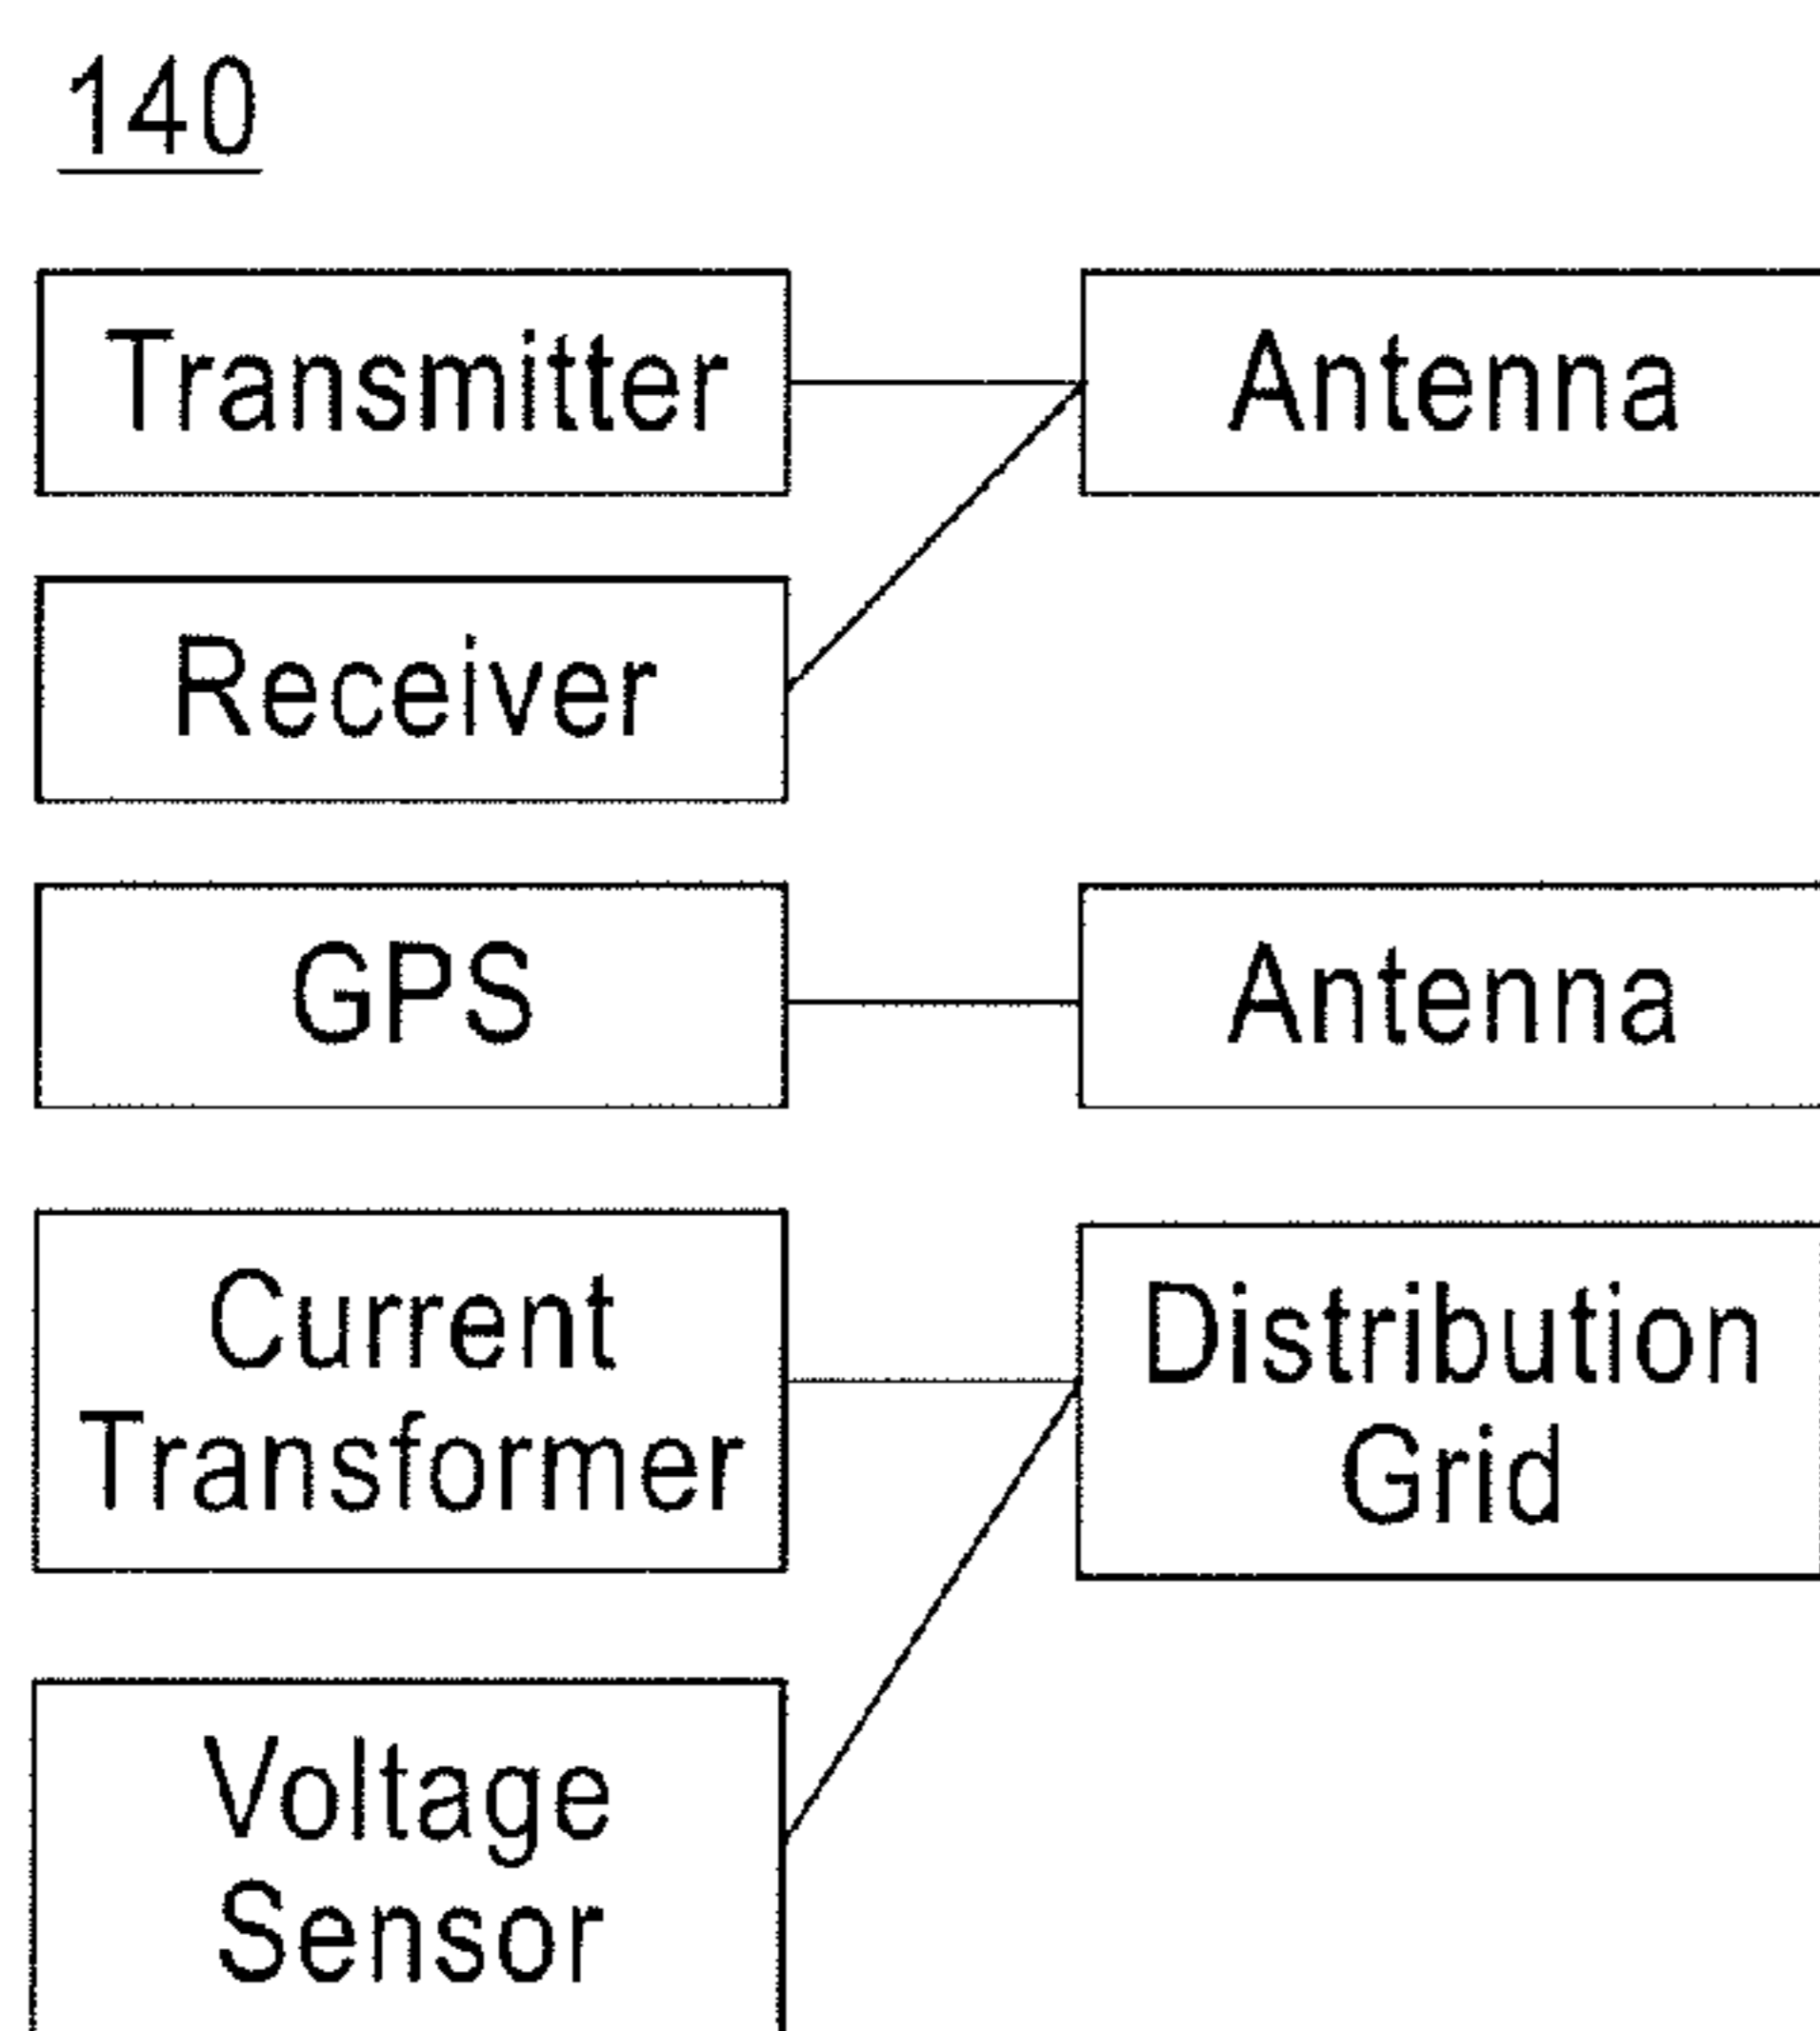 140
Transmitter
Antenna
Receiver
GPS
Antenna
Current
Transformer
Distribution
Grid
Voltage
Sensor